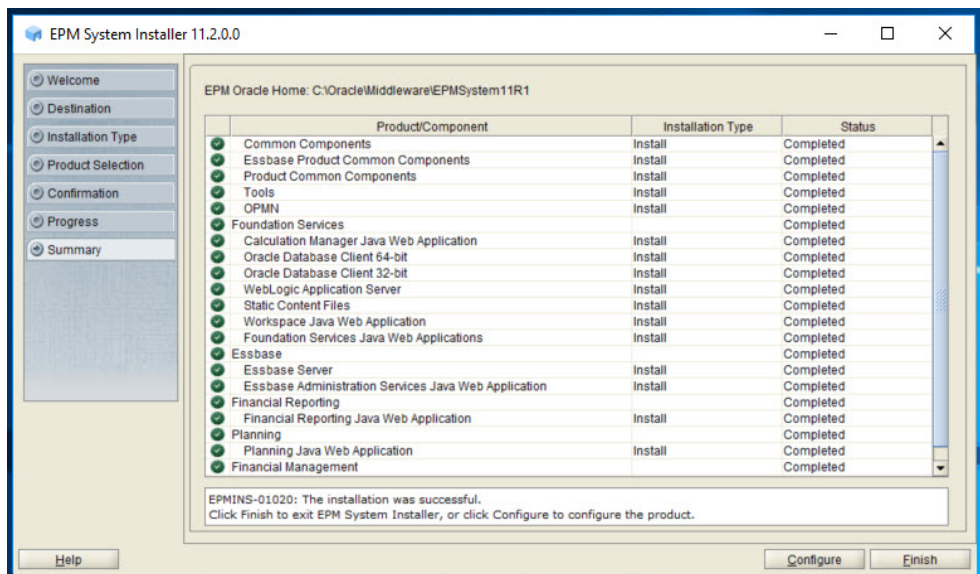 EPM System Installer 11.2.0.0
Welcome
Destination
Installation Type
Product Selection
Confirmation
Progress
Summary
EPM Oracle Home: C:\Oracle\Middleware\EPMSystem11R1
Product/Component Installation Type Status
Common Components Install Completed
Essbase Product Common Components Install Completed
Product Common Components Install Completed
Tools Install Completed
OPMN Install Completed
Foundation Services Completed
Calculation Manager Java Web Application Install Completed
Oracle Database Client 64-bit Install Completed
Oracle Database Client 32-bit Install Completed
WebLogic Application Server Install Completed
Static Content Files Install Completed
Workspace Java Web Application Install Completed
Foundation Services Java Web Applications Install Completed
Essbase Completed
Essbase Server Install Completed
Essbase Administration Services Java Web Application Install Completed
Financial Reporting Completed
Financial Reporting Java Web Application Install Completed
Planning Completed
Planning Java Web Application Install Completed
Financial Management Completed
EPMINS-01020: The installation was successful.
Click Finish to exit EPM System Installer, or click Configure to configure the product.
Help Configure Finish